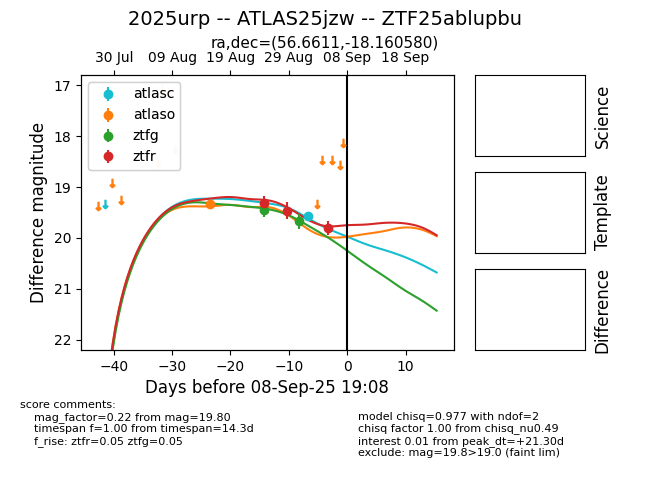 2025urp -- ATLAS25jzw -- ZTF25ablupbu
ra,dec=(56.6611,-18.160580)
30 Jul 09 Aug 19 Aug 29 Aug 08 Sep 18 Sep
17
18
19
20
21
22
Difference magnitude
atlasc
atlaso
ztfg
ztfr
−40 −30 −20 −10 0 10
Days before 08-Sep-25 19:08
Science
Template
Difference
score comments:
mag_factor=0.22 from mag=19.80
timespan f=1.00 from timespan=14.3d
f_rise: ztfr=0.05 ztfg=0.05
model chisq=0.977 with ndof=2
chisq factor 1.00 from chisq_nu0.49
interest 0.01 from peak_dt=+21.30d
exclude: mag=19.8>19.0 (faint lim)